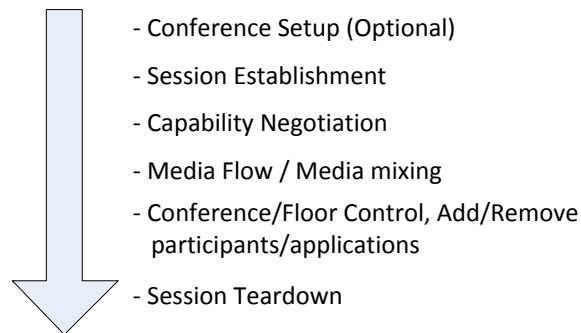 - Conference Setup (Optional)
- Session Establishment
- Capability Negotiation
- Media Flow / Media mixing
- Conference/Floor Control, Add/Remove
participants/applications
- Session Teardown